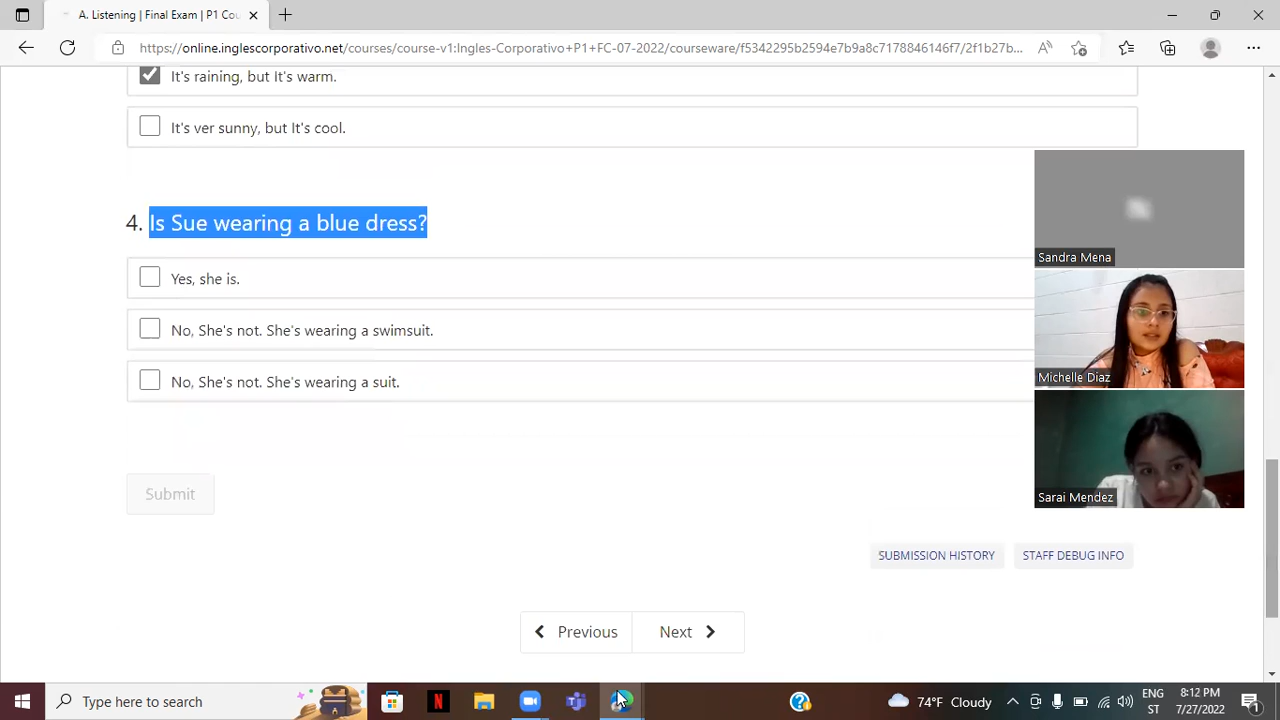 A. Listening | Final Exam | P1 Cou
https://online.inglescorporativo.net/courses/course-v1:Ingles-Corporativo+P1+FC-07-2022/courseware/f5342295b25f4e7b9a8c7178846146f7/2f1b27b...
It's raining, but It's warm.
It's ver sunny, but It's cool.
4. Is Sue wearing a blue dress?
Yes, she is.
No, She's not. She's wearing a swimsuit.
No, She's not. She's wearing a suit.
Sandra Mena
Michelle Diaz
Sarai Mendez
Submit
SUBMISSION HISTORY
STAFF DEBUG INFO
Previous
Next
Type here to search
74°F Cloudy
ENG
ST
8:12 PM
7/27/2022
1